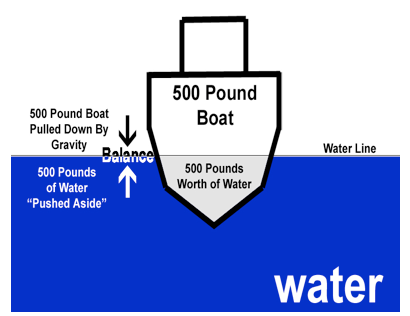 500 Pound
Boat
500 Pound Boat
Pulled Down By
Gravity
Balance
500 Pounds
of Water
“Pushed Aside”
500 Pounds
Worth of Water
Water Line
water